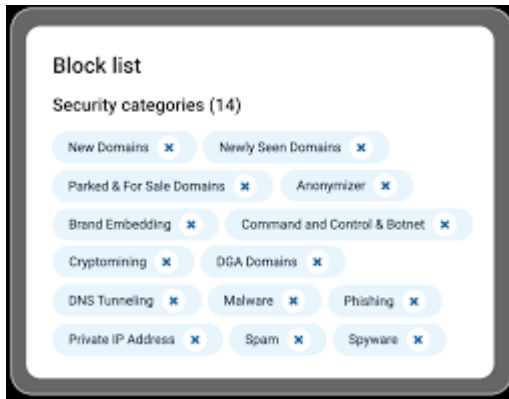 Block list
Security categories (14)
New Domains × Newly Seen Domains ×
Parked & For Sale Domains × Anonymizer ×
Brand Embedding × Command and Control & Botnet ×
Cryptomining × DGA Domains ×
DNS Tunneling × Malware × Phishing ×
Private IP Address × Spam × Spyware ×